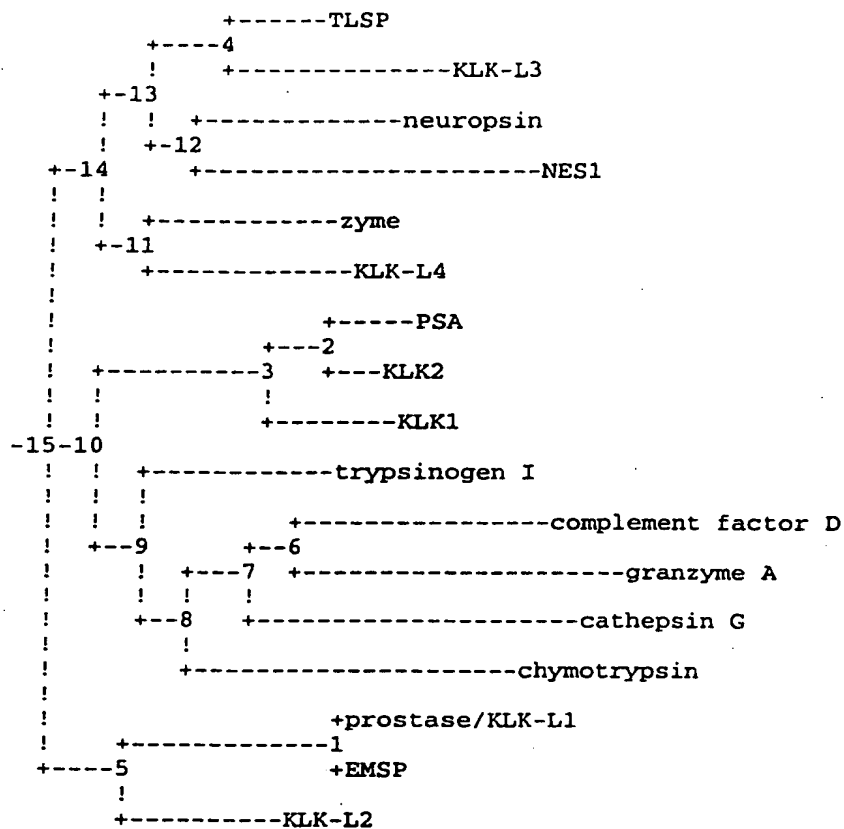 +------TLSP
+----4
! +--------------KLK-L3
+-13
! ! +-------------neuropsin
! +-12
+-14 +----------------------NES1
! !
! ! +------------zyme
! +-11
! +-------------KLK-L4
!
! +-----PSA
! +---2
! +----------3 +---KLK2
! ! !
! ! +--------KLK1
-15-10
! ! +------------trypsinogen I
! ! !
! ! ! +----------------complement factor D
! +--9 +--6
! ! +---7 +---------------------granzyme A
! ! ! !
! +--8 +---------------------cathepsin G
! !
! +---------------------chymotrypsin
!
! +prostase/KLK-L1
! +-------------1
+-----5 +EMSP
!
+----------KLK-L2